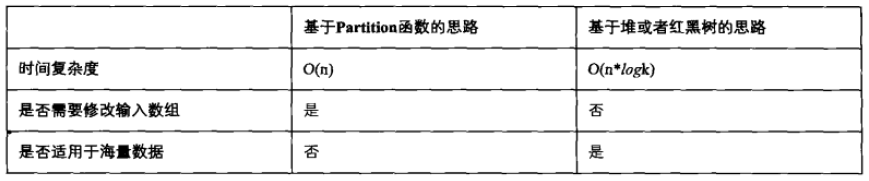 基于Partition函数的思路 基于堆或者红黑树的思路
时间复杂度 O(n) O(n*logk)
是否需要修改输入数组 是 否
是否适用于海量数据 否 是